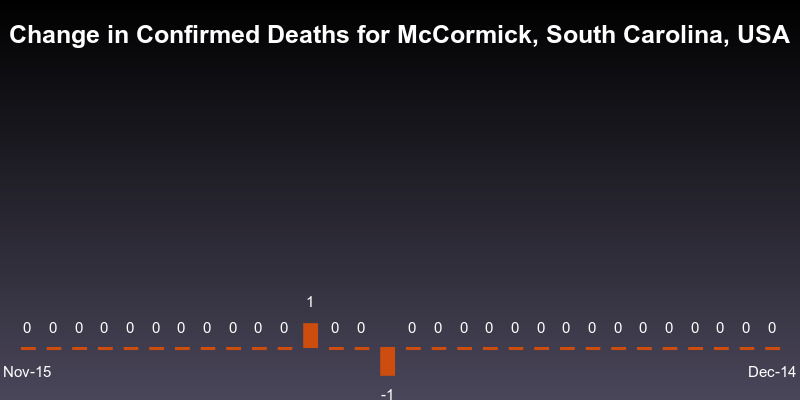 Change in Confirmed Deaths for McCormick, South Carolina, USA
1
0 0 0 0 0 0 0 0 0 0 0 0 0 0 0 0 0 0 0 0 0 0 0 0 0 0 0 0
Nov-15 Dec-14
-1